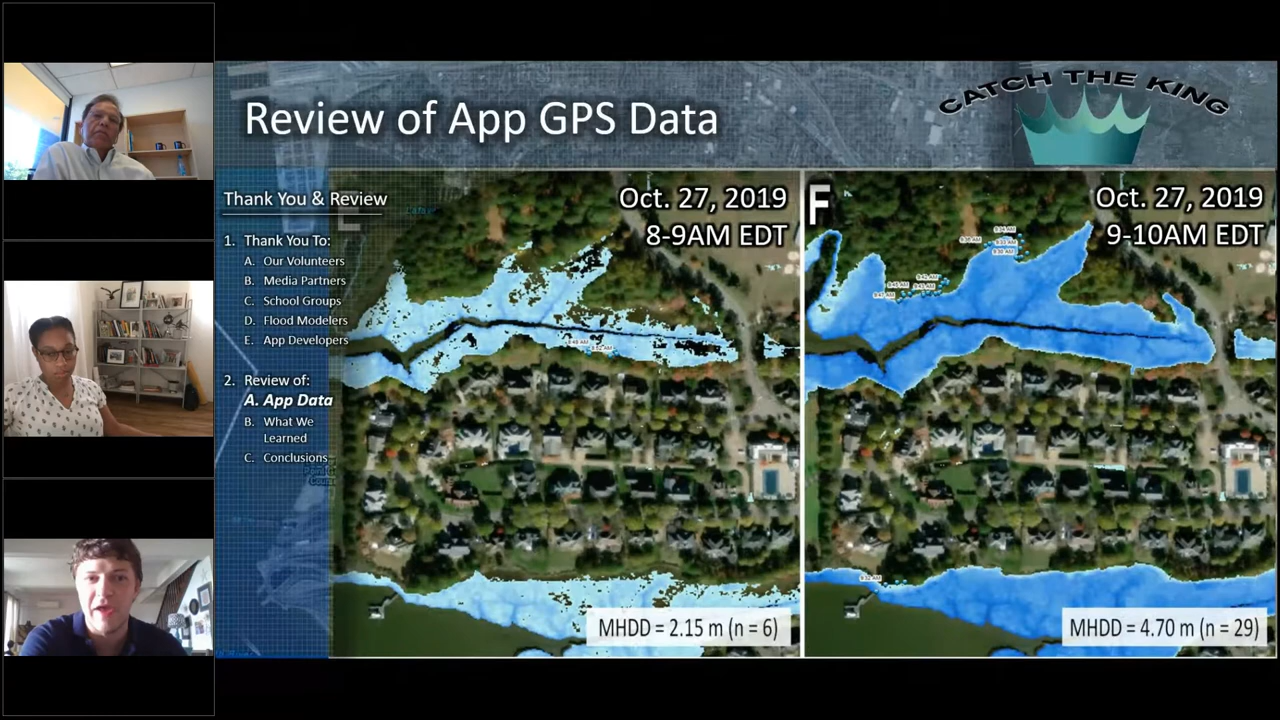 Review of App GPS Data
CATCH THE KING
Thank You & Review
1. Thank You To:
A. Our Volunteers
B. Media Partners
C. School Groups
D. Flood Modelers
E. App Developers
2. Review of:
A. App Data
B. What We
Learned
C. Conclusions
E
Oct. 27, 2019
8-9AM EDT
MHDD = 2.15 m (n = 6)
F
Oct. 27, 2019
9-10AM EDT
MHDD = 4.70 m (n = 29)